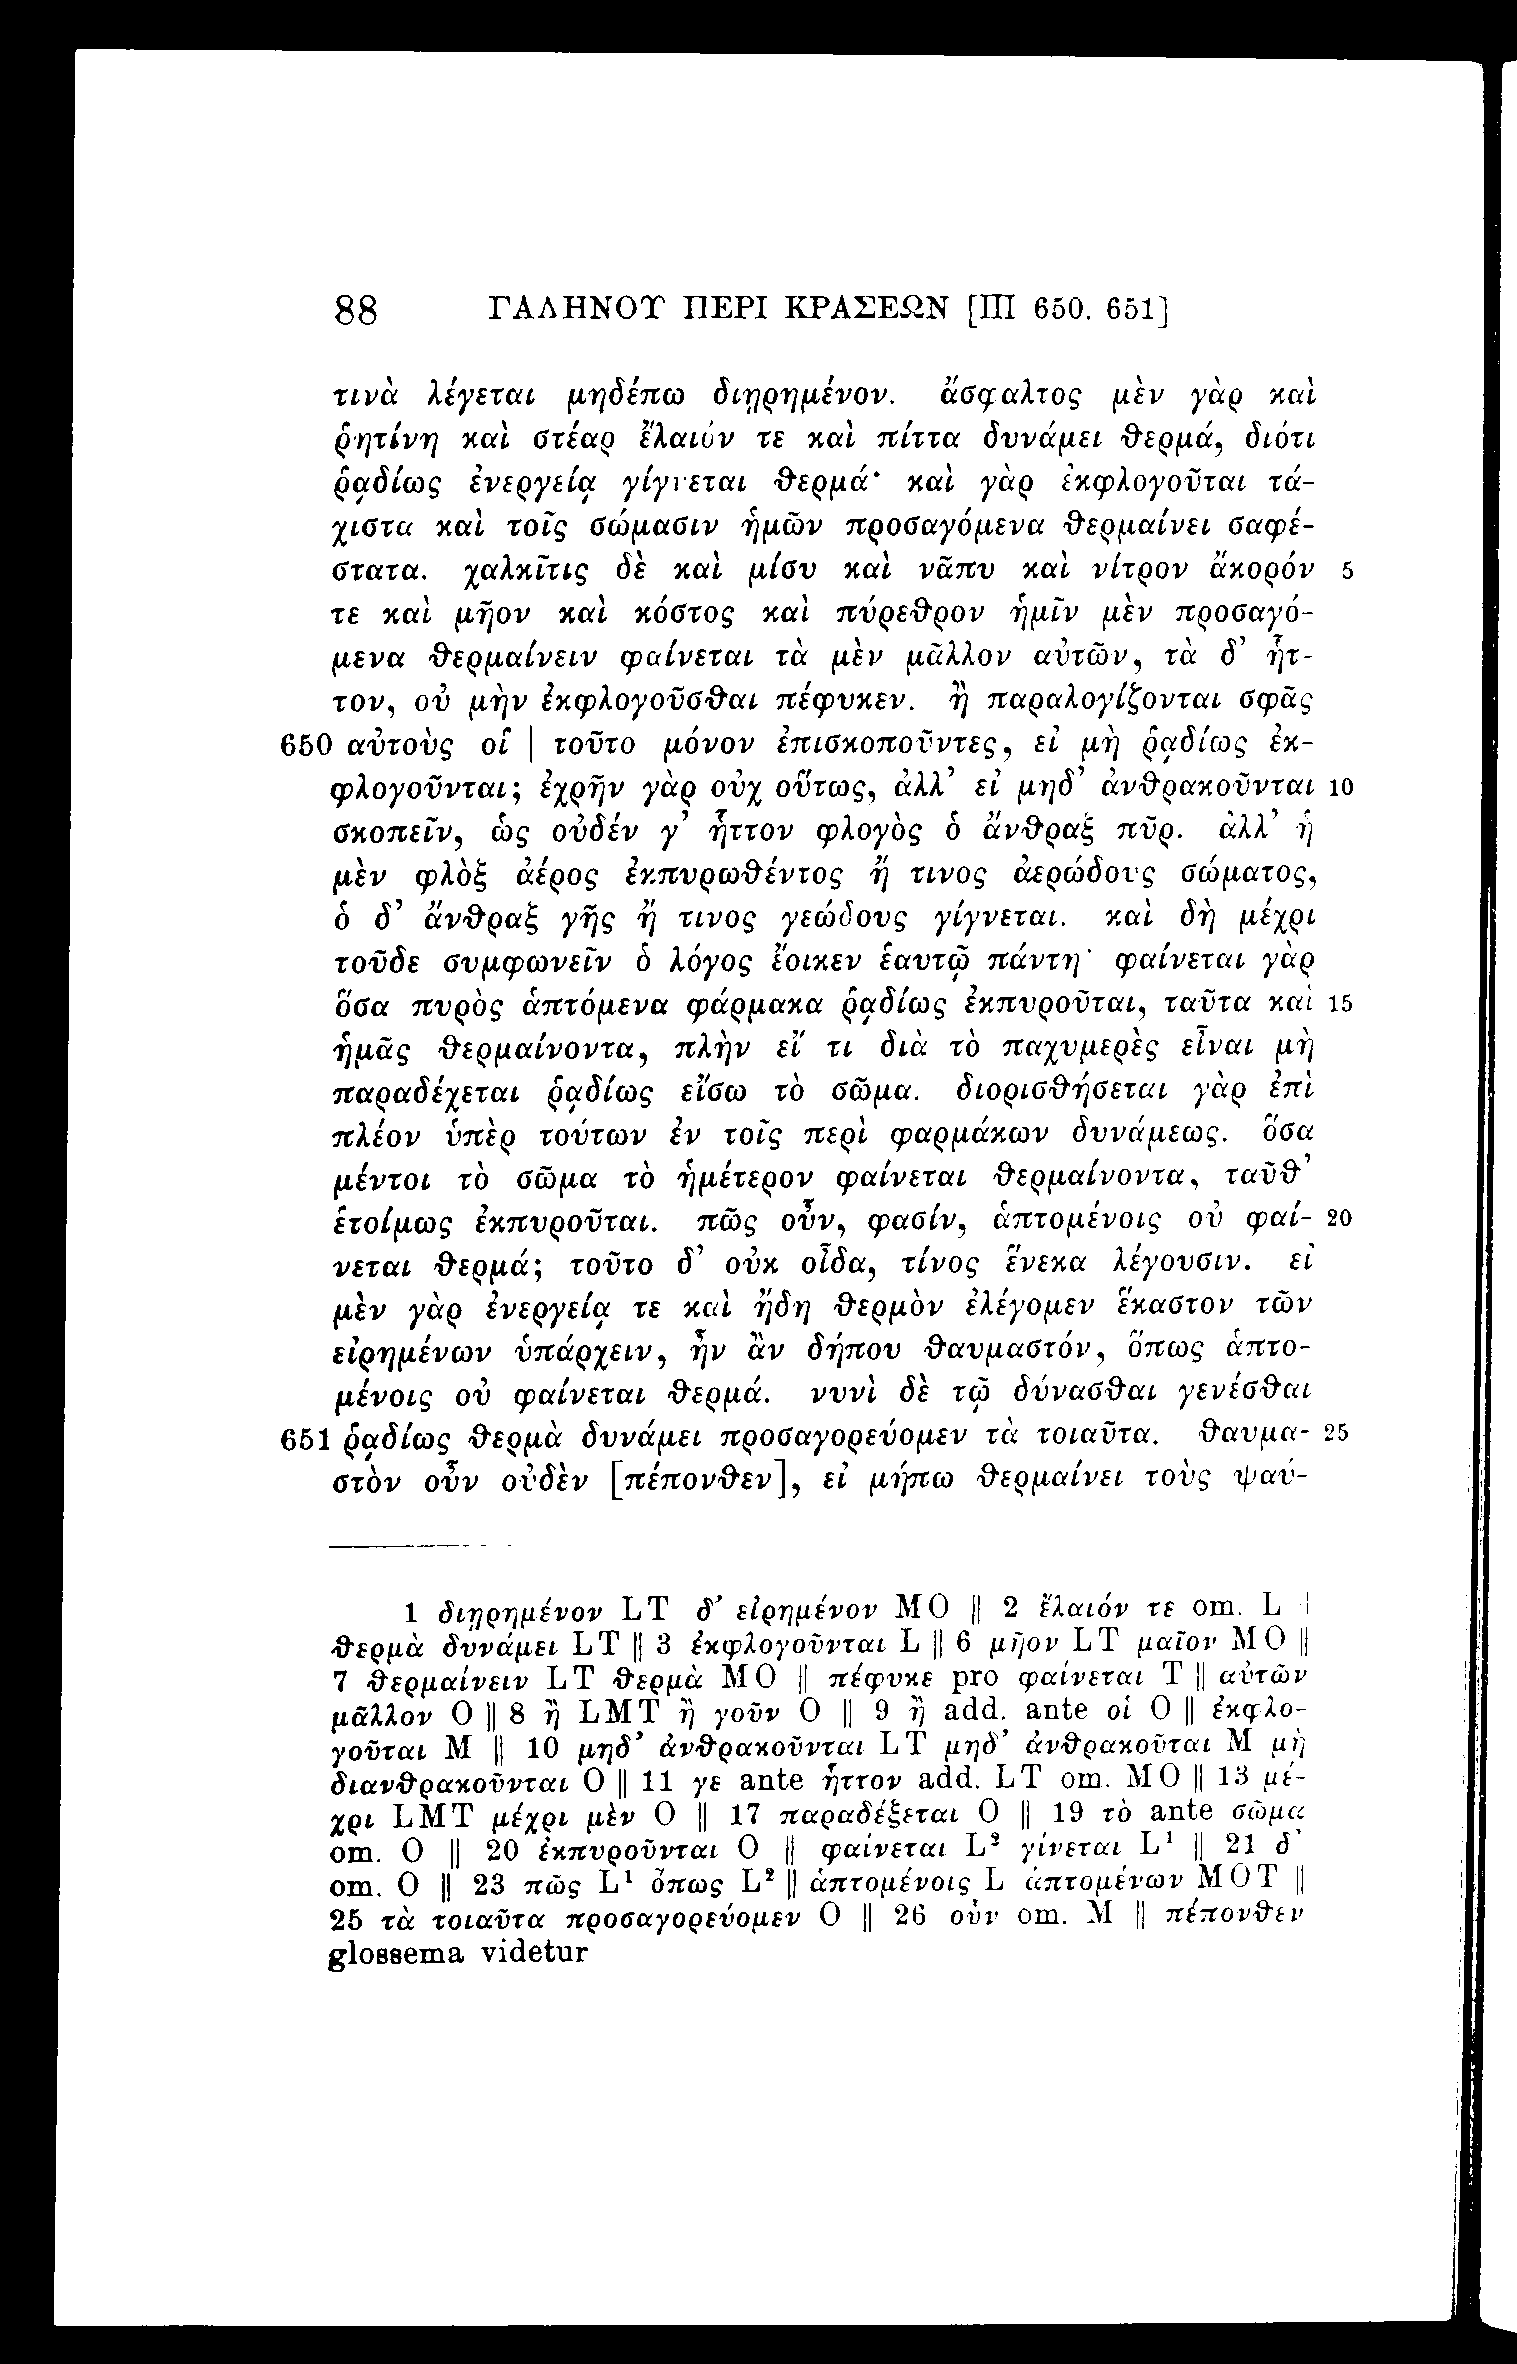 88 ΓΑΛΗΝΟΥ ΠΕΡΙ ΚΡΑΣΕΩΝ [III 650. 651]
τινὰ λέγεται μηδέπω διῃρημένον. ἄσφαλτος μὲν γὰρ καὶ
ῥητίνη καὶ στέαρ ἔλαιόν τε καὶ πίττα δυνάμει θερμά, διότι
ῥᾳδίως ἐνεργείᾳ γίγνεται θερμά· καὶ γὰρ ἐκφλογοῦται τά-
χιστα καὶ τοῖς σώμασιν ἡμῶν προσαγόμενα θερμαίνει σαφέ-
στατα. χαλκῖτις δὲ καὶ μίσυ καὶ νᾶπυ καὶ νίτρον ἄκορόν 5
τε καὶ μῆον καὶ κόστος καὶ πύρεθρον ἡμῖν μὲν προσαγό-
μενα θερμαίνειν φαίνεται τὰ μὲν μᾶλλον αὐτῶν, τὰ δ’ ἧτ-
τον, οὐ μὴν ἐκφλογοῦσθαι πέφυκεν. ἢ παραλογίζονται σφᾶς
650 αὐτοὺς οἱ | τοῦτο μόνον ἐπισκοποῦντες, εἰ μὴ ῥᾳδίως ἐκ-
φλογοῦνται; ἐχρῆν γὰρ οὐχ οὕτως, ἀλλ’ εἰ μηδ’ ἀνθρακοῦνται 10
σκοπεῖν, ὡς οὐδέν γ’ ἧττον φλογὸς ὁ ἄνθραξ πῦρ. ἀλλ’ ἡ
μὲν φλὸξ ἀέρος ἐκπυρωθέντος ἤ τινος ἀερώδους σώματος,
ὁ δ’ ἄνθραξ γῆς ἤ τινος γεώδους γίγνεται. καὶ δὴ μέχρι
τοῦδε συμφωνεῖν ὁ λόγος ἔοικεν ἑαυτῷ πάντη· φαίνεται γὰρ
ὅσα πυρὸς ἁπτόμενα φάρμακα ῥᾳδίως ἐκπυροῦται, ταῦτα καὶ 15
ἡμᾶς θερμαίνοντα, πλὴν εἴ τι διὰ τὸ παχυμερὲς εἶναι μὴ
παραδέχεται ῥᾳδίως εἴσω τὸ σῶμα. διορισθήσεται γὰρ ἐπὶ
πλέον ὑπὲρ τούτων ἐν τοῖς περὶ φαρμάκων δυνάμεως. ὅσα
μέντοι τὸ σῶμα τὸ ἡμέτερον φαίνεται θερμαίνοντα, ταῦθ’
ἑτοίμως ἐκπυροῦται. πῶς οὖν, φασίν, ἁπτομένοις οὐ φαί- 20
νεται θερμά; τοῦτο δ’ οὐκ οἶδα, τίνος ἕνεκα λέγουσιν. εἰ
μὲν γὰρ ἐνεργείᾳ τε καὶ ἤδη θερμὸν ἐλέγομεν ἕκαστον τῶν
εἰρημένων ὑπάρχειν, ἦν ἂν δήπου θαυμαστόν, ὅπως ἁπτο-
μένοις οὐ φαίνεται θερμά. νυνὶ δὲ τῷ δύνασθαι γενέσθαι
651 ῥᾳδίως θερμὰ δυνάμει προσαγορεύομεν τὰ τοιαῦτα. θαυμα- 25
στὸν οὖν οὐδὲν [πέπονθεν], εἰ μήπω θερμαίνει τοὺς ψαύ-
1 διῃρημένον LT δ’ εἰρημένον MO || 2 ἔλαιόν τε om. L |
θερμὰ δυνάμει LT || 3 ἐκφλογοῦνται L || 6 μῆον LT μαῖον MO ||
7 θερμαίνειν LT θερμὰ MO || πέφυκε pro φαίνεται T || αὐτῶν
μᾶλλον O || 8 ἢ LMT ἢ γοῦν O || 9 ἢ add. ante οἱ O || ἐκφλο-
γοῦται M || 10 μηδ’ ἀνθρακοῦνται LT μηδ’ ἀνθρακοῦται M μὴ
διανθρακοῦνται O || 11 γε ante ἧττον add. LT om. MO || 13 μέ-
χρι LMT μέχρι μὲν O || 17 παραδέξεται O || 19 τὸ ante σῶμα
om. O || 20 ἐκπυροῦνται O || φαίνεται L² γίνεται L¹ || 21 δ’
om. O || 23 πῶς L¹ ὅπως L² || ἁπτομένοις L ἁπτομένων MOT ||
25 τὰ τοιαῦτα προσαγορεύομεν O || 26 οὖν om. M || πέπονθεν
glossema videtur